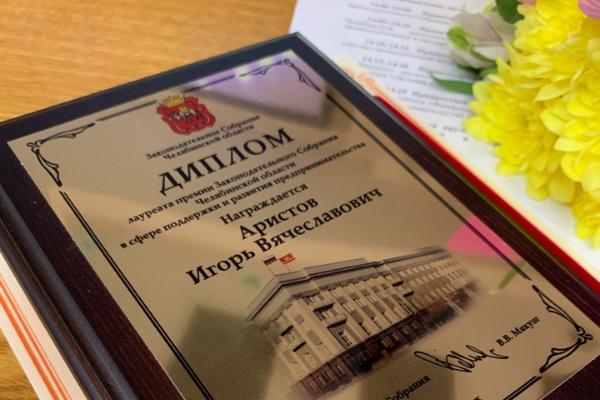 Законодательное Собрание
Челябинской области
ДИПЛОМ
лауреата премии Законодательного Собрания
Челябинской области
в сфере поддержки и развития предпринимательства
Награждается
Аристов
Игорь Вячеславович
Собрания
В.В. Мякуш